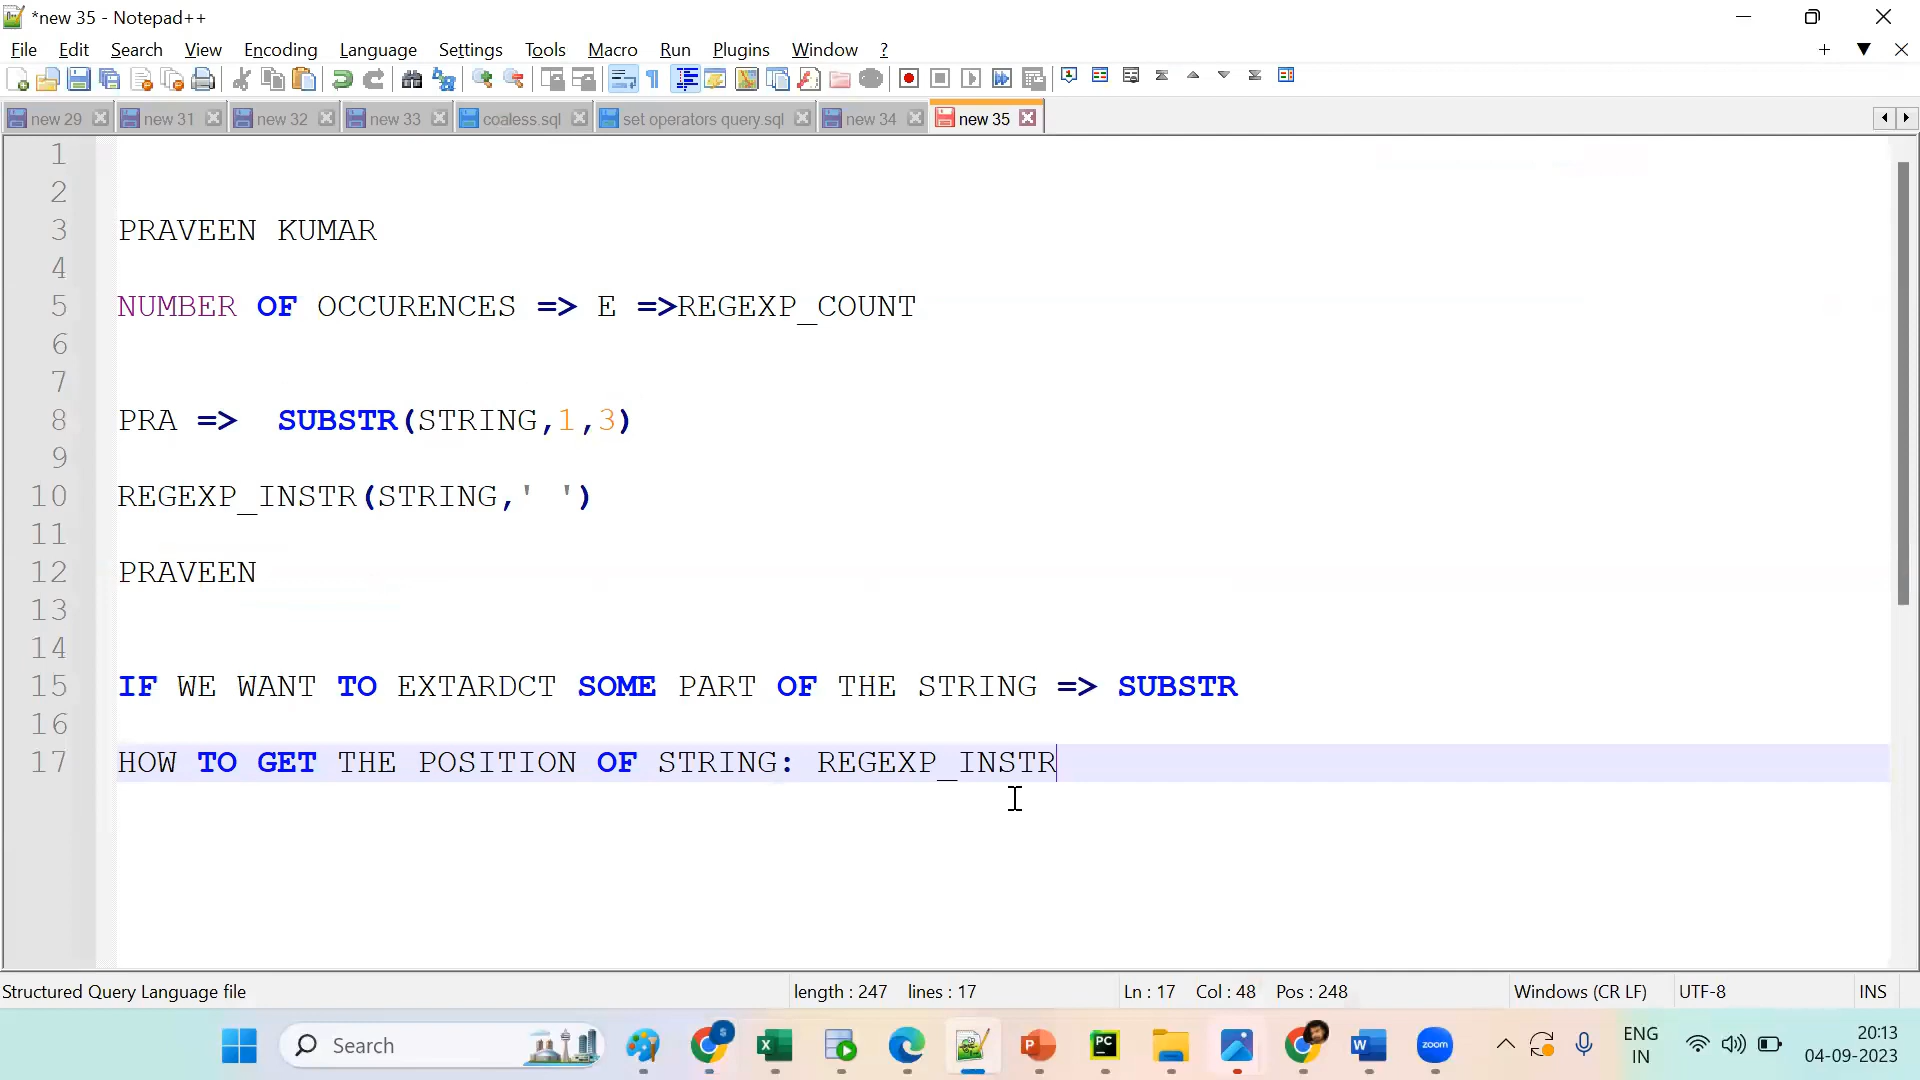 *new 35 - Notepad++
File Edit Search View Encoding Language Settings Tools Macro Run Plugins Window ?
new 29 new 31 new 32 new 33 coaless.sql set operators query.sql new 34 new 35
1
2
3 PRAVEEN KUMAR
4
5 NUMBER OF OCCURENCES => E =>REGEXP_COUNT
6
7
8 PRA => SUBSTR(STRING,1,3)
9
10 REGEXP_INSTR(STRING,' ')
11
12 PRAVEEN
13
14
15 IF WE WANT TO EXTARDCT SOME PART OF THE STRING => SUBSTR
16
17 HOW TO GET THE POSITION OF STRING: REGEXP_INSTR
Structured Query Language file length : 247 lines : 17 Ln : 17 Col : 48 Pos : 248 Windows (CR LF) UTF-8 INS
Search
zoom
ENG
IN
20:13
04-09-2023